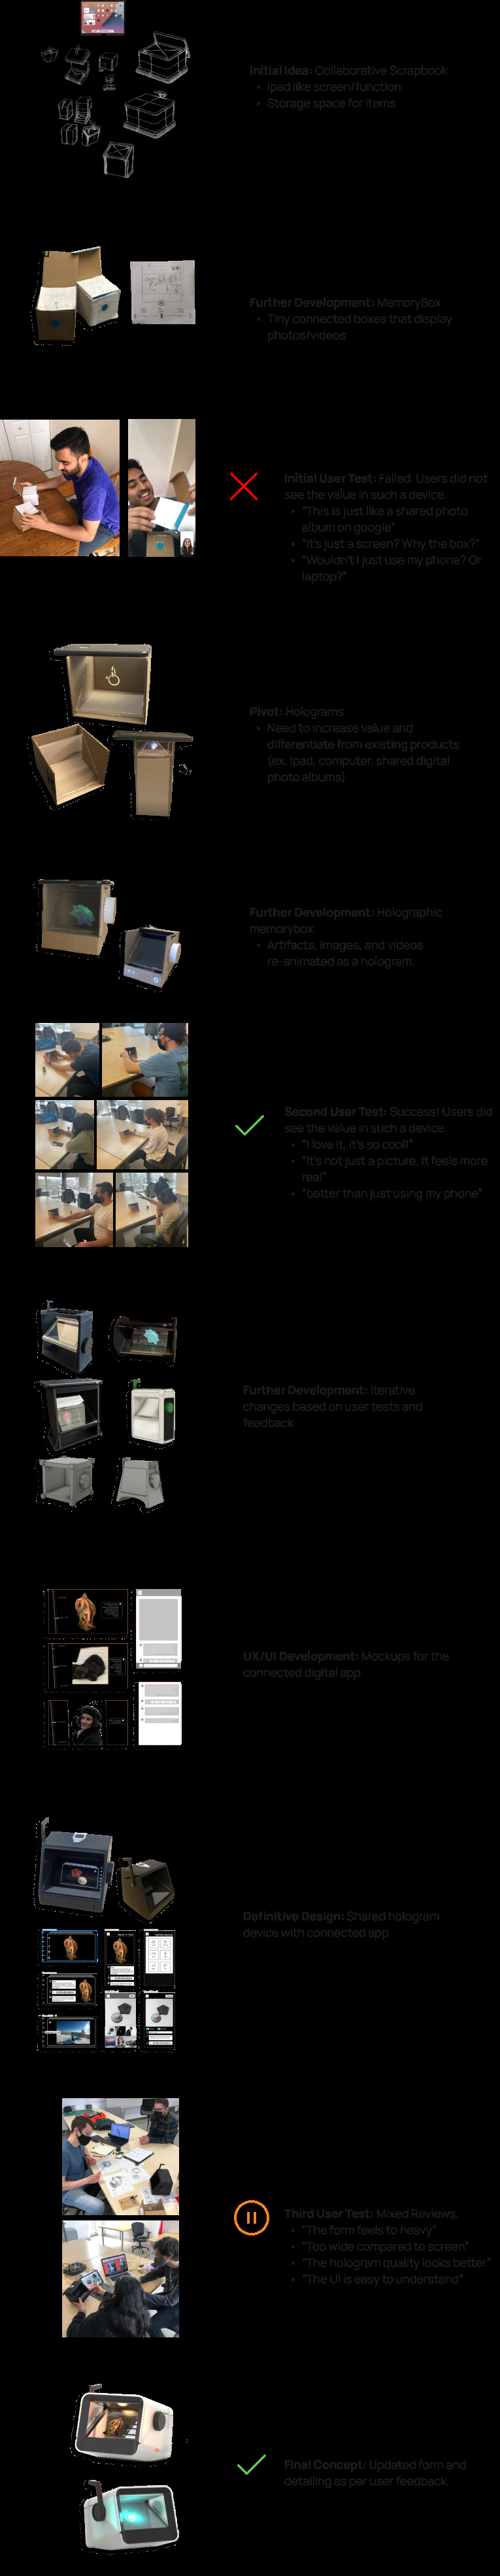 Initial Idea: Collaborative Scrapbook
• Ipad like screen/function
• Storage space for items
Further Development: MemoryBox
• Tiny connected boxes that display
photos/videos
Initial User Test: Failed. Users did not
see the value in such a device.
• "This is just like a shared photo
album on google"
• "It's just a screen? Why the box?"
• "Wouldn't I just use my phone? Or
laptop?"
Pivot: Holograms
• Need to increase value and
differentiate from existing products
(ex. Ipad, computer, shared digital
photo albums)
Further Development: Holographic
memorybox
• Artifacts, images, and videos
re-animated as a hologram.
Second User Test: Success! Users did
see the value in such a device.
• "I love it, it's so cool!"
• "It's not just a picture, it feels more
real"
• "better than just using my phone"
Further Development: Iterative
changes based on user tests and
feedback
UX/UI Development: Mockups for the
connected digital app
Definitive Design: Shared hologram
device with connected app
Third User Test: Mixed Reviews.
• "The form feels to heavy"
• "Too wide compared to screen"
• "The hologram quality looks better"
• "The UI is easy to understand"
Final Concept: Updated form and
detailing as per user feedback.